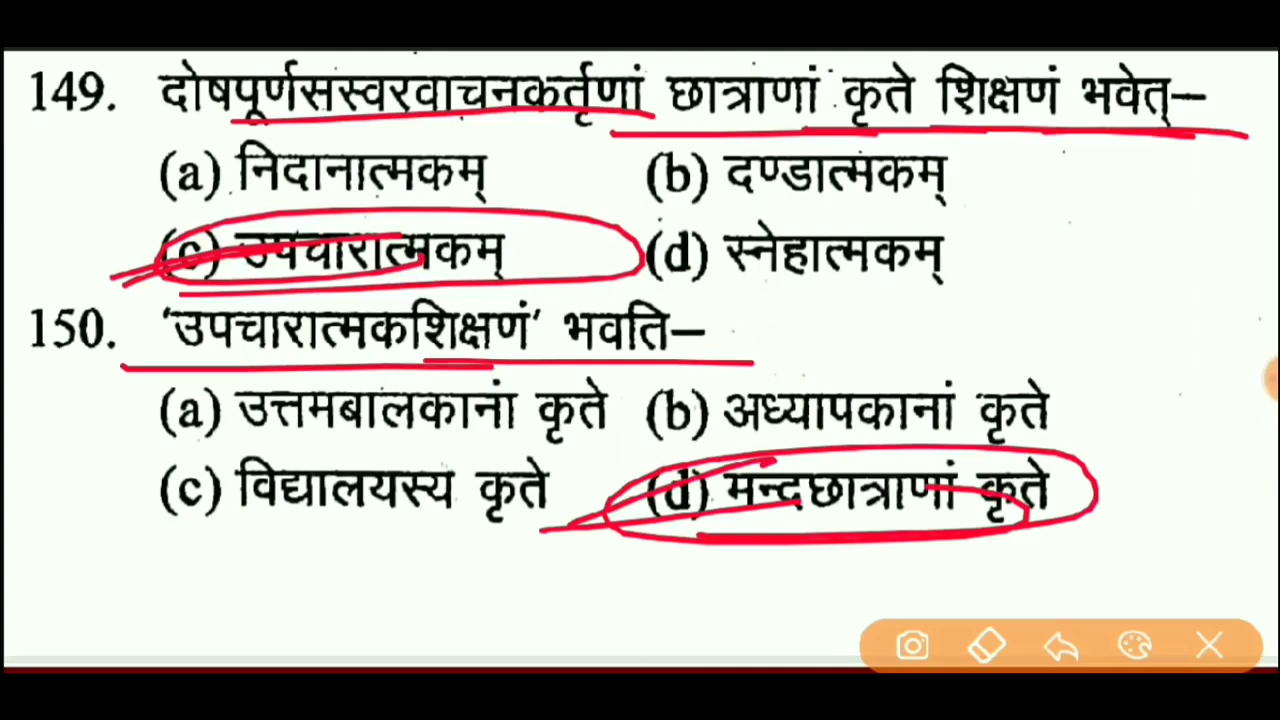 149. दोषपूर्णसस्वरवाचनकर्तृणां छात्राणां कृते शिक्षणं भवेत्–
(a) निदानात्मकम् (b) दण्डात्मकम्
(c) उपचारात्मकम् (d) स्नेहात्मकम्
150. ‘उपचारात्मकशिक्षणं’ भवति–
(a) उत्तमबालकानां कृते (b) अध्यापकानां कृते
(c) विद्यालयस्य कृते (d) मन्दछात्राणां कृते